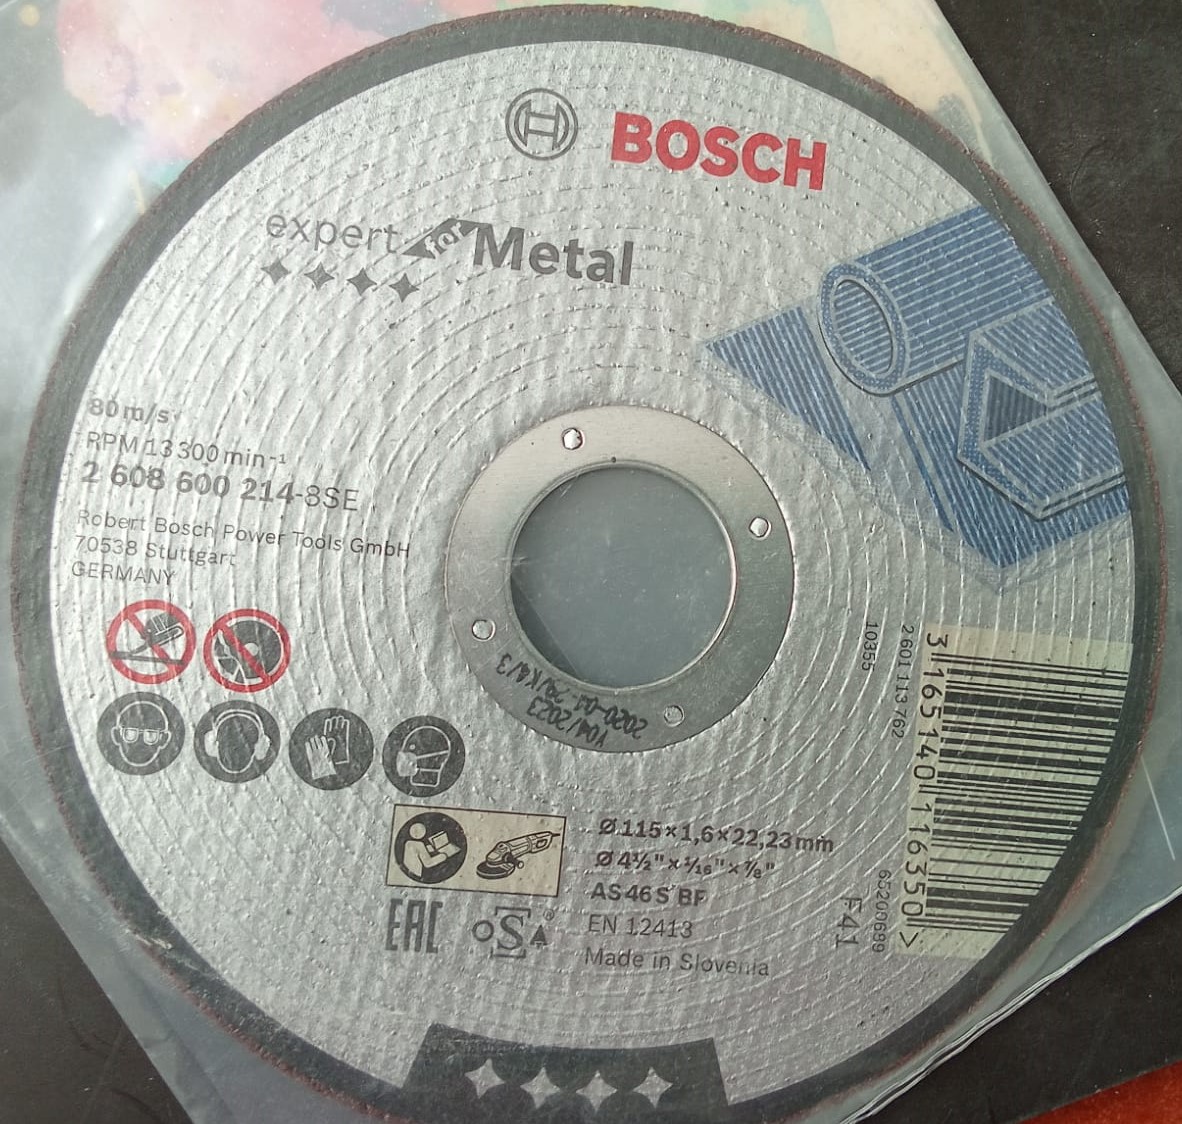 BOSCH
expert for Metal
80 m/s
RPM 13 300 min⁻¹
2 608 600 214-8SE
Robert Bosch Power Tools GmbH
70538 Stuttgart
GERMANY
V04/2023
2020-01-79/K4/3
Ø 115 x 1,6 x 22,23 mm
Ø 4½" x 1/16" x 7/8"
AS 46 S BF
EN 12413
Made in Slovenia
EAC
oSA®
10355
2 601 113 762
3 165140 116350 >
65200689
F41